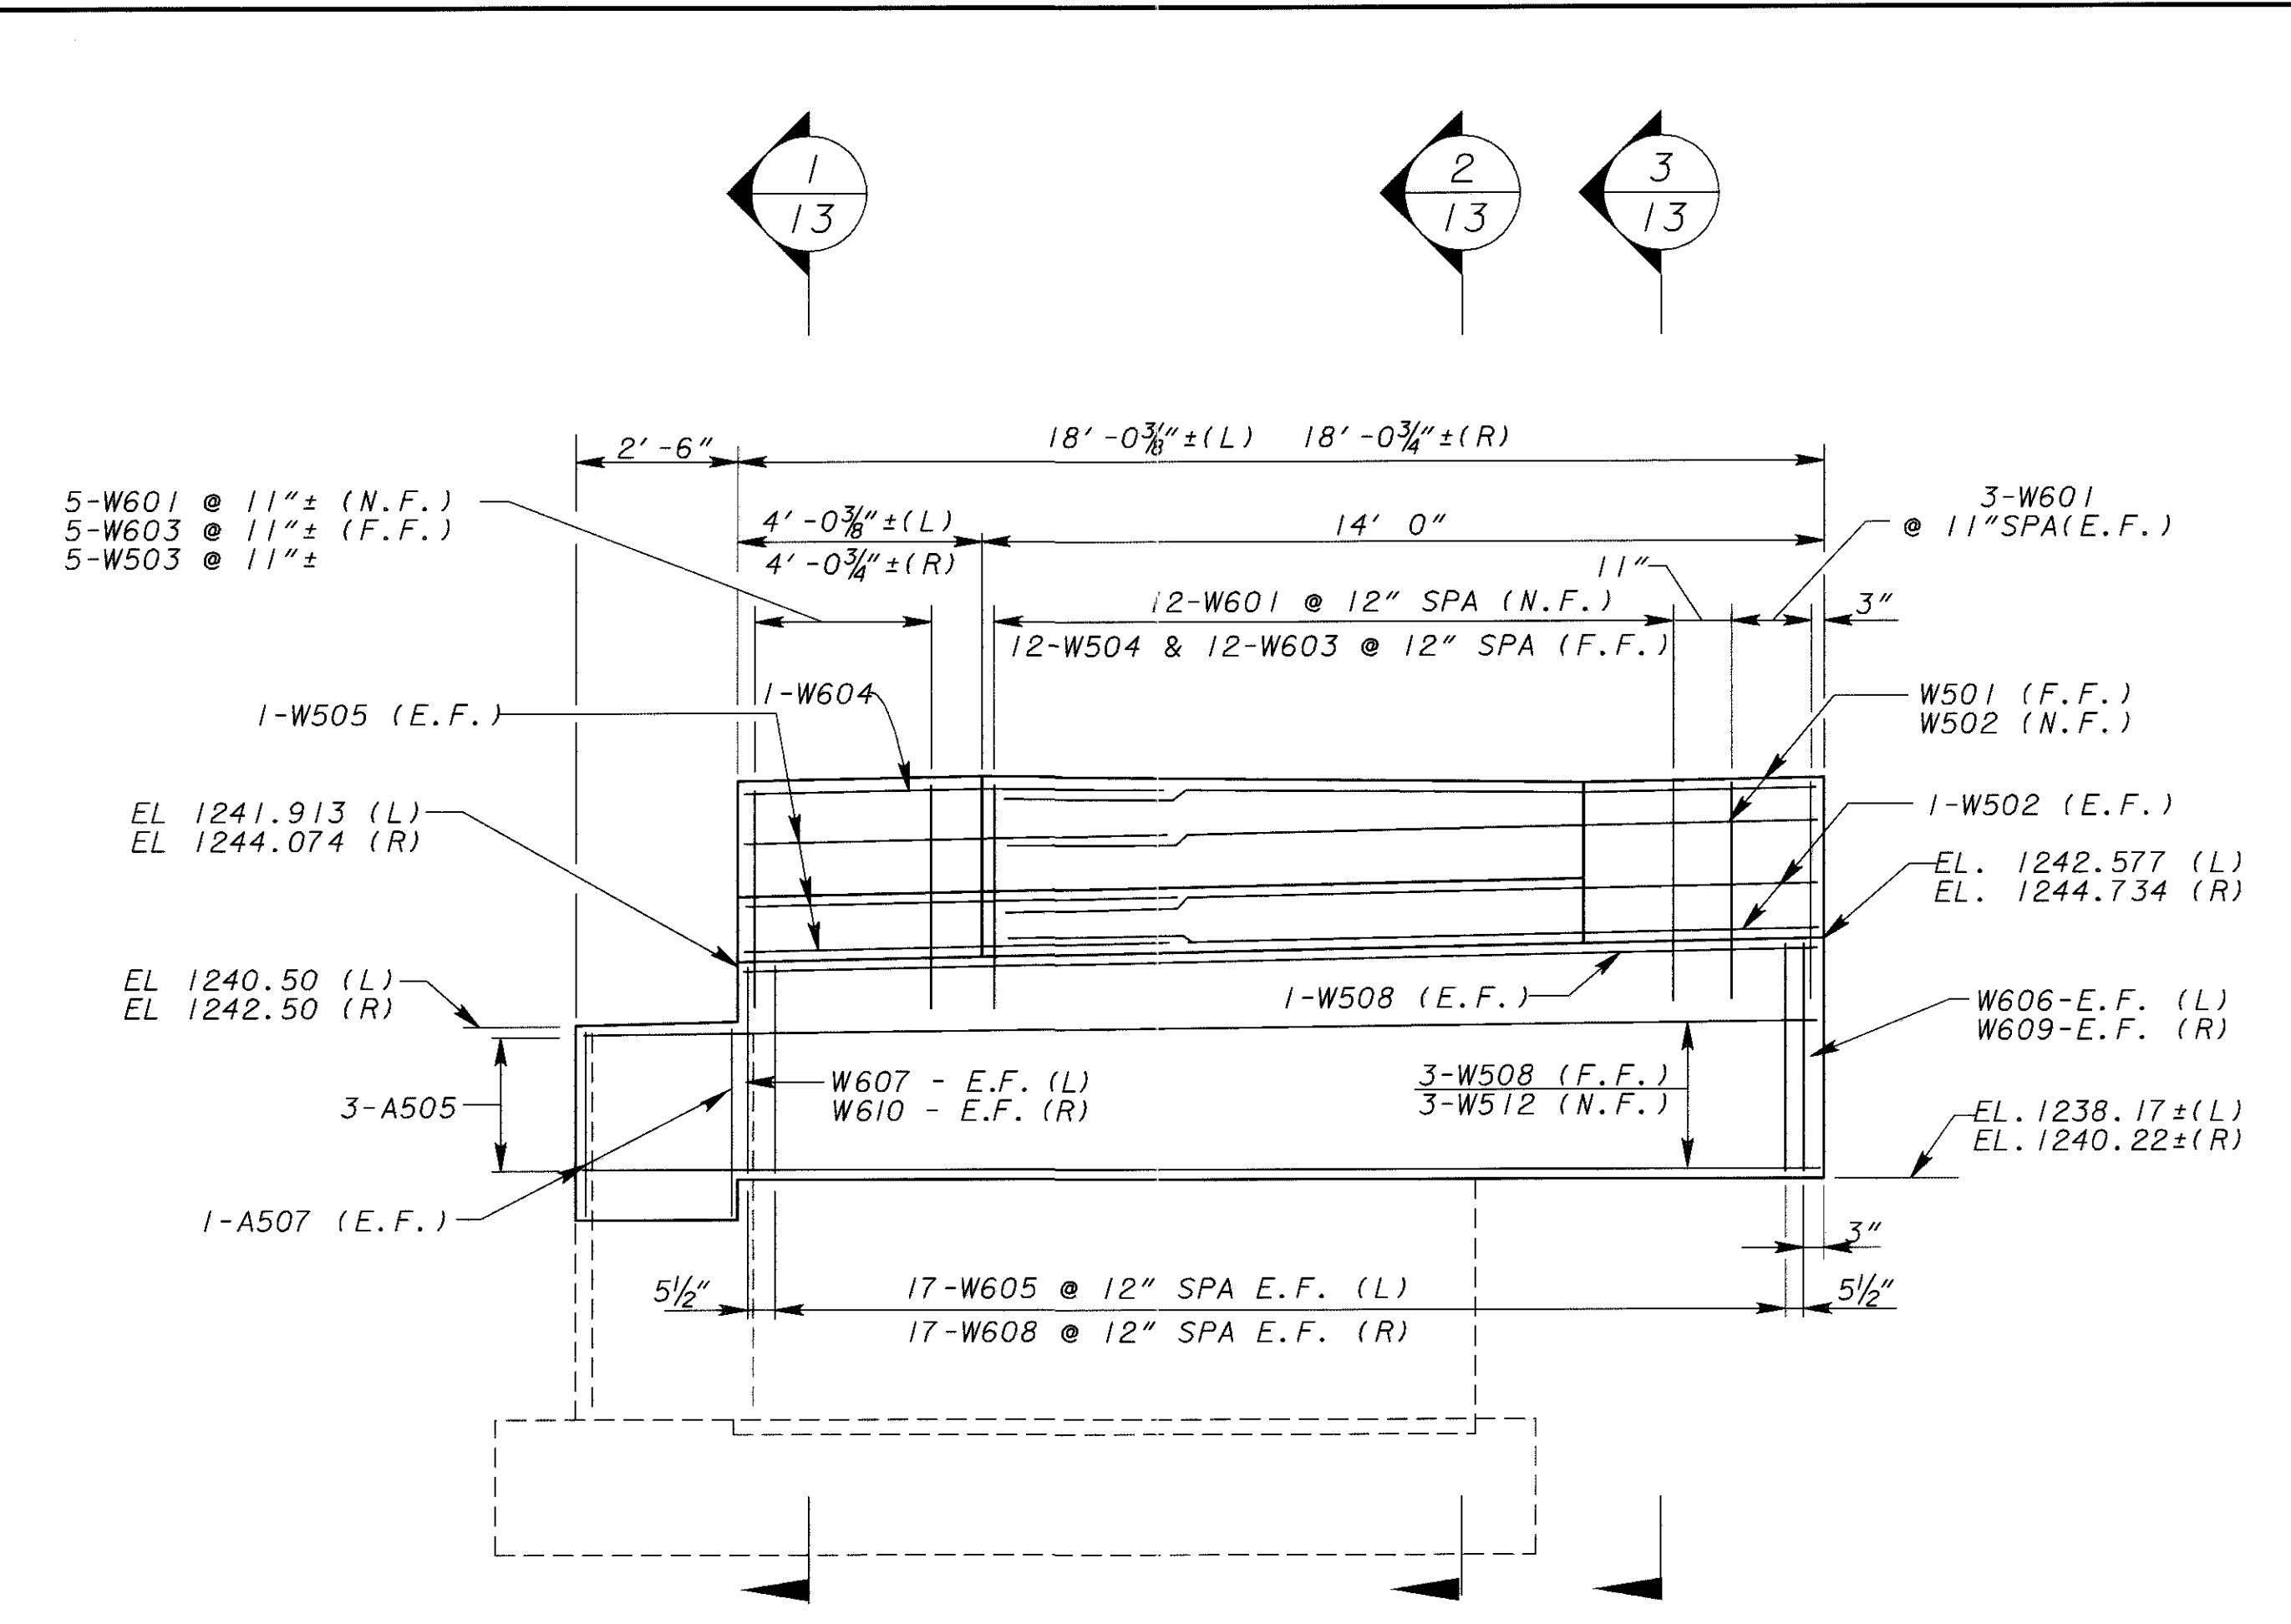 1
13
2
13
3
13
2'-6"
18'-0⅜"±(L) 18'-0¾"±(R)
5-W601 @ 11"± (N.F.)
5-W603 @ 11"± (F.F.)
5-W503 @ 11"±
4'-0⅜"±(L)
4'-0¾"±(R)
14' 0"
3-W601
@ 11"SPA(E.F.)
11"
12-W601 @ 12" SPA (N.F.)
12-W504 & 12-W603 @ 12" SPA (F.F.)
3"
1-W604
1-W505 (E.F.)
W501 (F.F.)
W502 (N.F.)
EL 1241.913 (L)
EL 1244.074 (R)
1-W502 (E.F.)
EL. 1242.577 (L)
EL. 1244.734 (R)
EL 1240.50 (L)
EL 1242.50 (R)
1-W508 (E.F.)
W606-E.F. (L)
W609-E.F. (R)
3-A505
W607 - E.F. (L)
W610 - E.F. (R)
3-W508 (F.F.)
3-W512 (N.F.)
EL.1238.17±(L)
EL.1240.22±(R)
1-A507 (E.F.)
3"
5½"
17-W605 @ 12" SPA E.F. (L)
17-W608 @ 12" SPA E.F. (R)
5½"